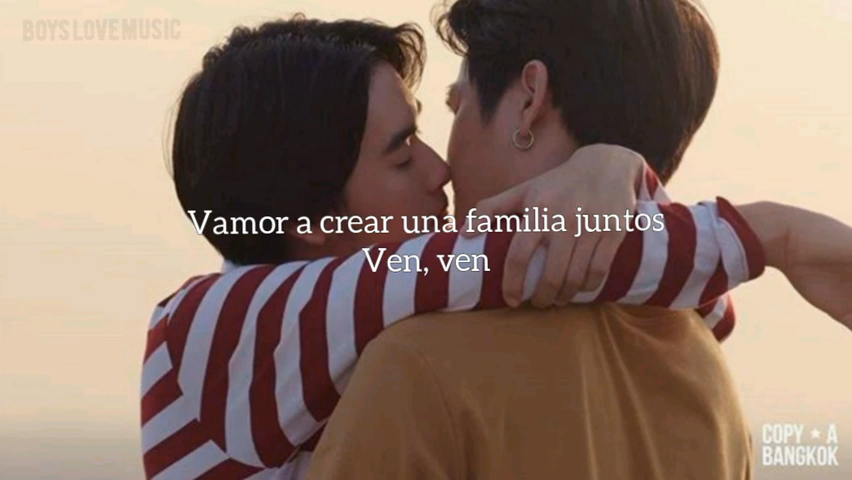 BOYSLOVEMUSIC
Vamor a crear una familia juntos
Ven, ven
COPY ★ A
BANGKOK